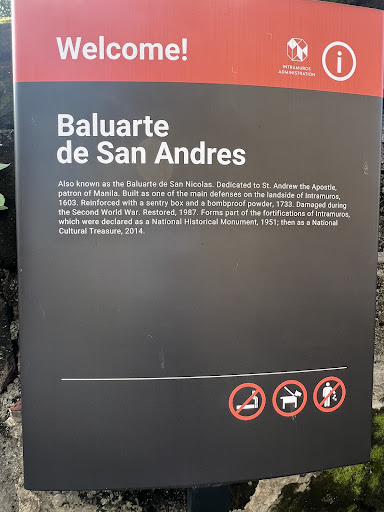 Welcome!
INTRAMUROS
ADMINISTRATION
i
Baluarte
de San Andres
Also known as the Baluarte de San Nicolas. Dedicated to St. Andrew the Apostle,
patron of Manila. Built as one of the main defenses on the landside of Intramuros,
1603. Reinforced with a sentry box and a bombproof powder, 1733. Damaged during
the Second World War. Restored, 1987. Forms part of the fortifications of Intramuros,
which were declared as a National Historical Monument, 1951; then as a National
Cultural Treasure, 2014.